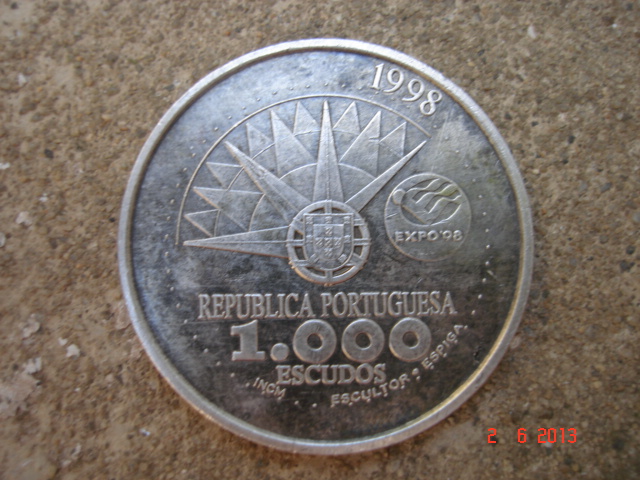 1998
EXPO'98
REPUBLICA PORTUGUESA
1.000
ESCUDOS
INCM
ESCULTOR: ESPIGA
2 6 2013